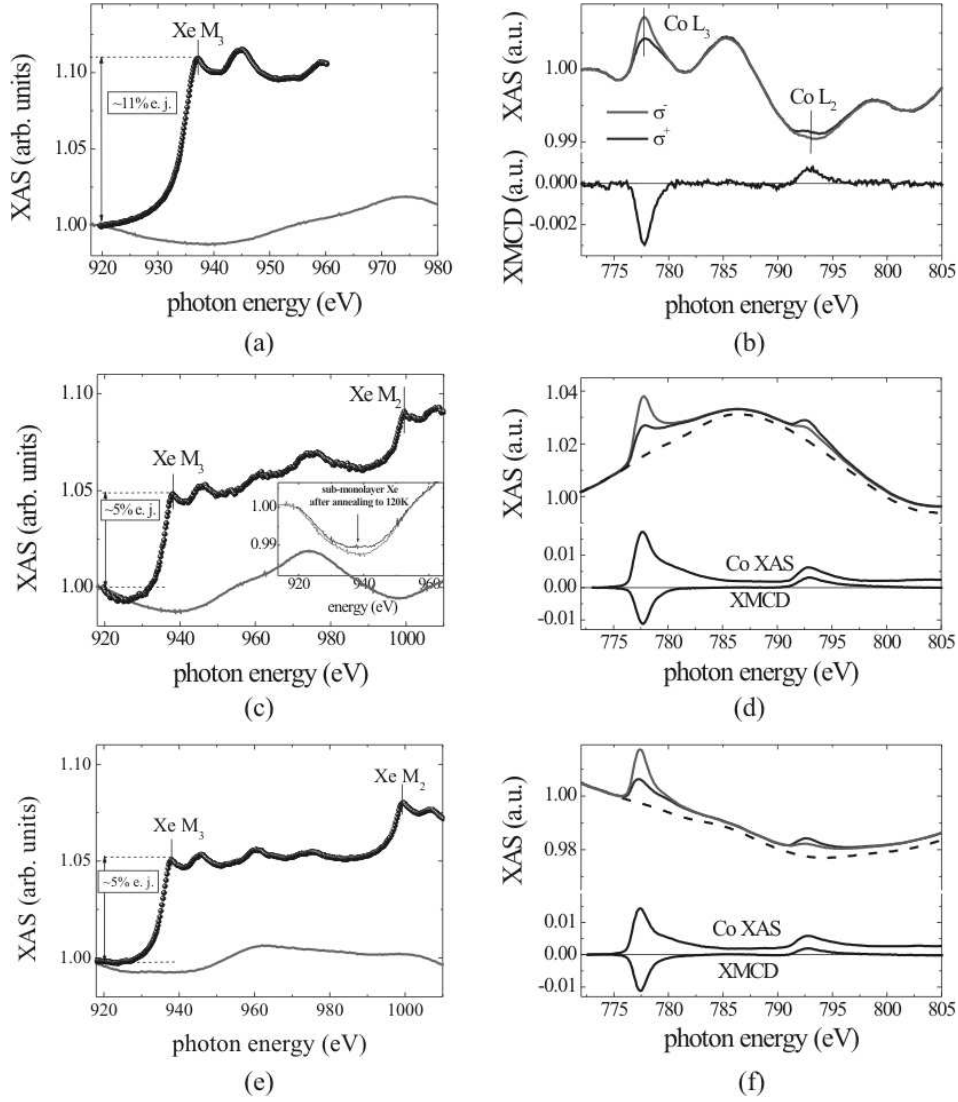 1.10
1.05
1.00
XAS (arb. units)
Xe M3
~11% e. j.
920 930 940 950 960 970 980
photon energy (eV)
(a)
1.00
0.99
XAS (a.u.)
Co L3
Co L2
σ-
σ+
0.000
-0.002
XMCD (a.u.)
775 780 785 790 795 800 805
photon energy (eV)
(b)
1.10
1.05
1.00
XAS (arb. units)
Xe M2
Xe M3
~5% e. j.
sub-monolayer Xe
after annealing to 120K
1.00
0.99
920 940 960
energy (eV)
920 940 960 980 1000
photon energy (eV)
(c)
1.04
1.02
1.00
XAS (a.u.)
0.01
0.00
-0.01
Co XAS
XMCD
775 780 785 790 795 800 805
photon energy (eV)
(d)
1.10
1.05
1.00
XAS (arb. units)
Xe M2
Xe M3
~5% e. j.
920 940 960 980 1000
photon energy (eV)
(e)
1.00
0.98
XAS (a.u.)
0.01
0.00
-0.01
Co XAS
XMCD
775 780 785 790 795 800 805
photon energy (eV)
(f)